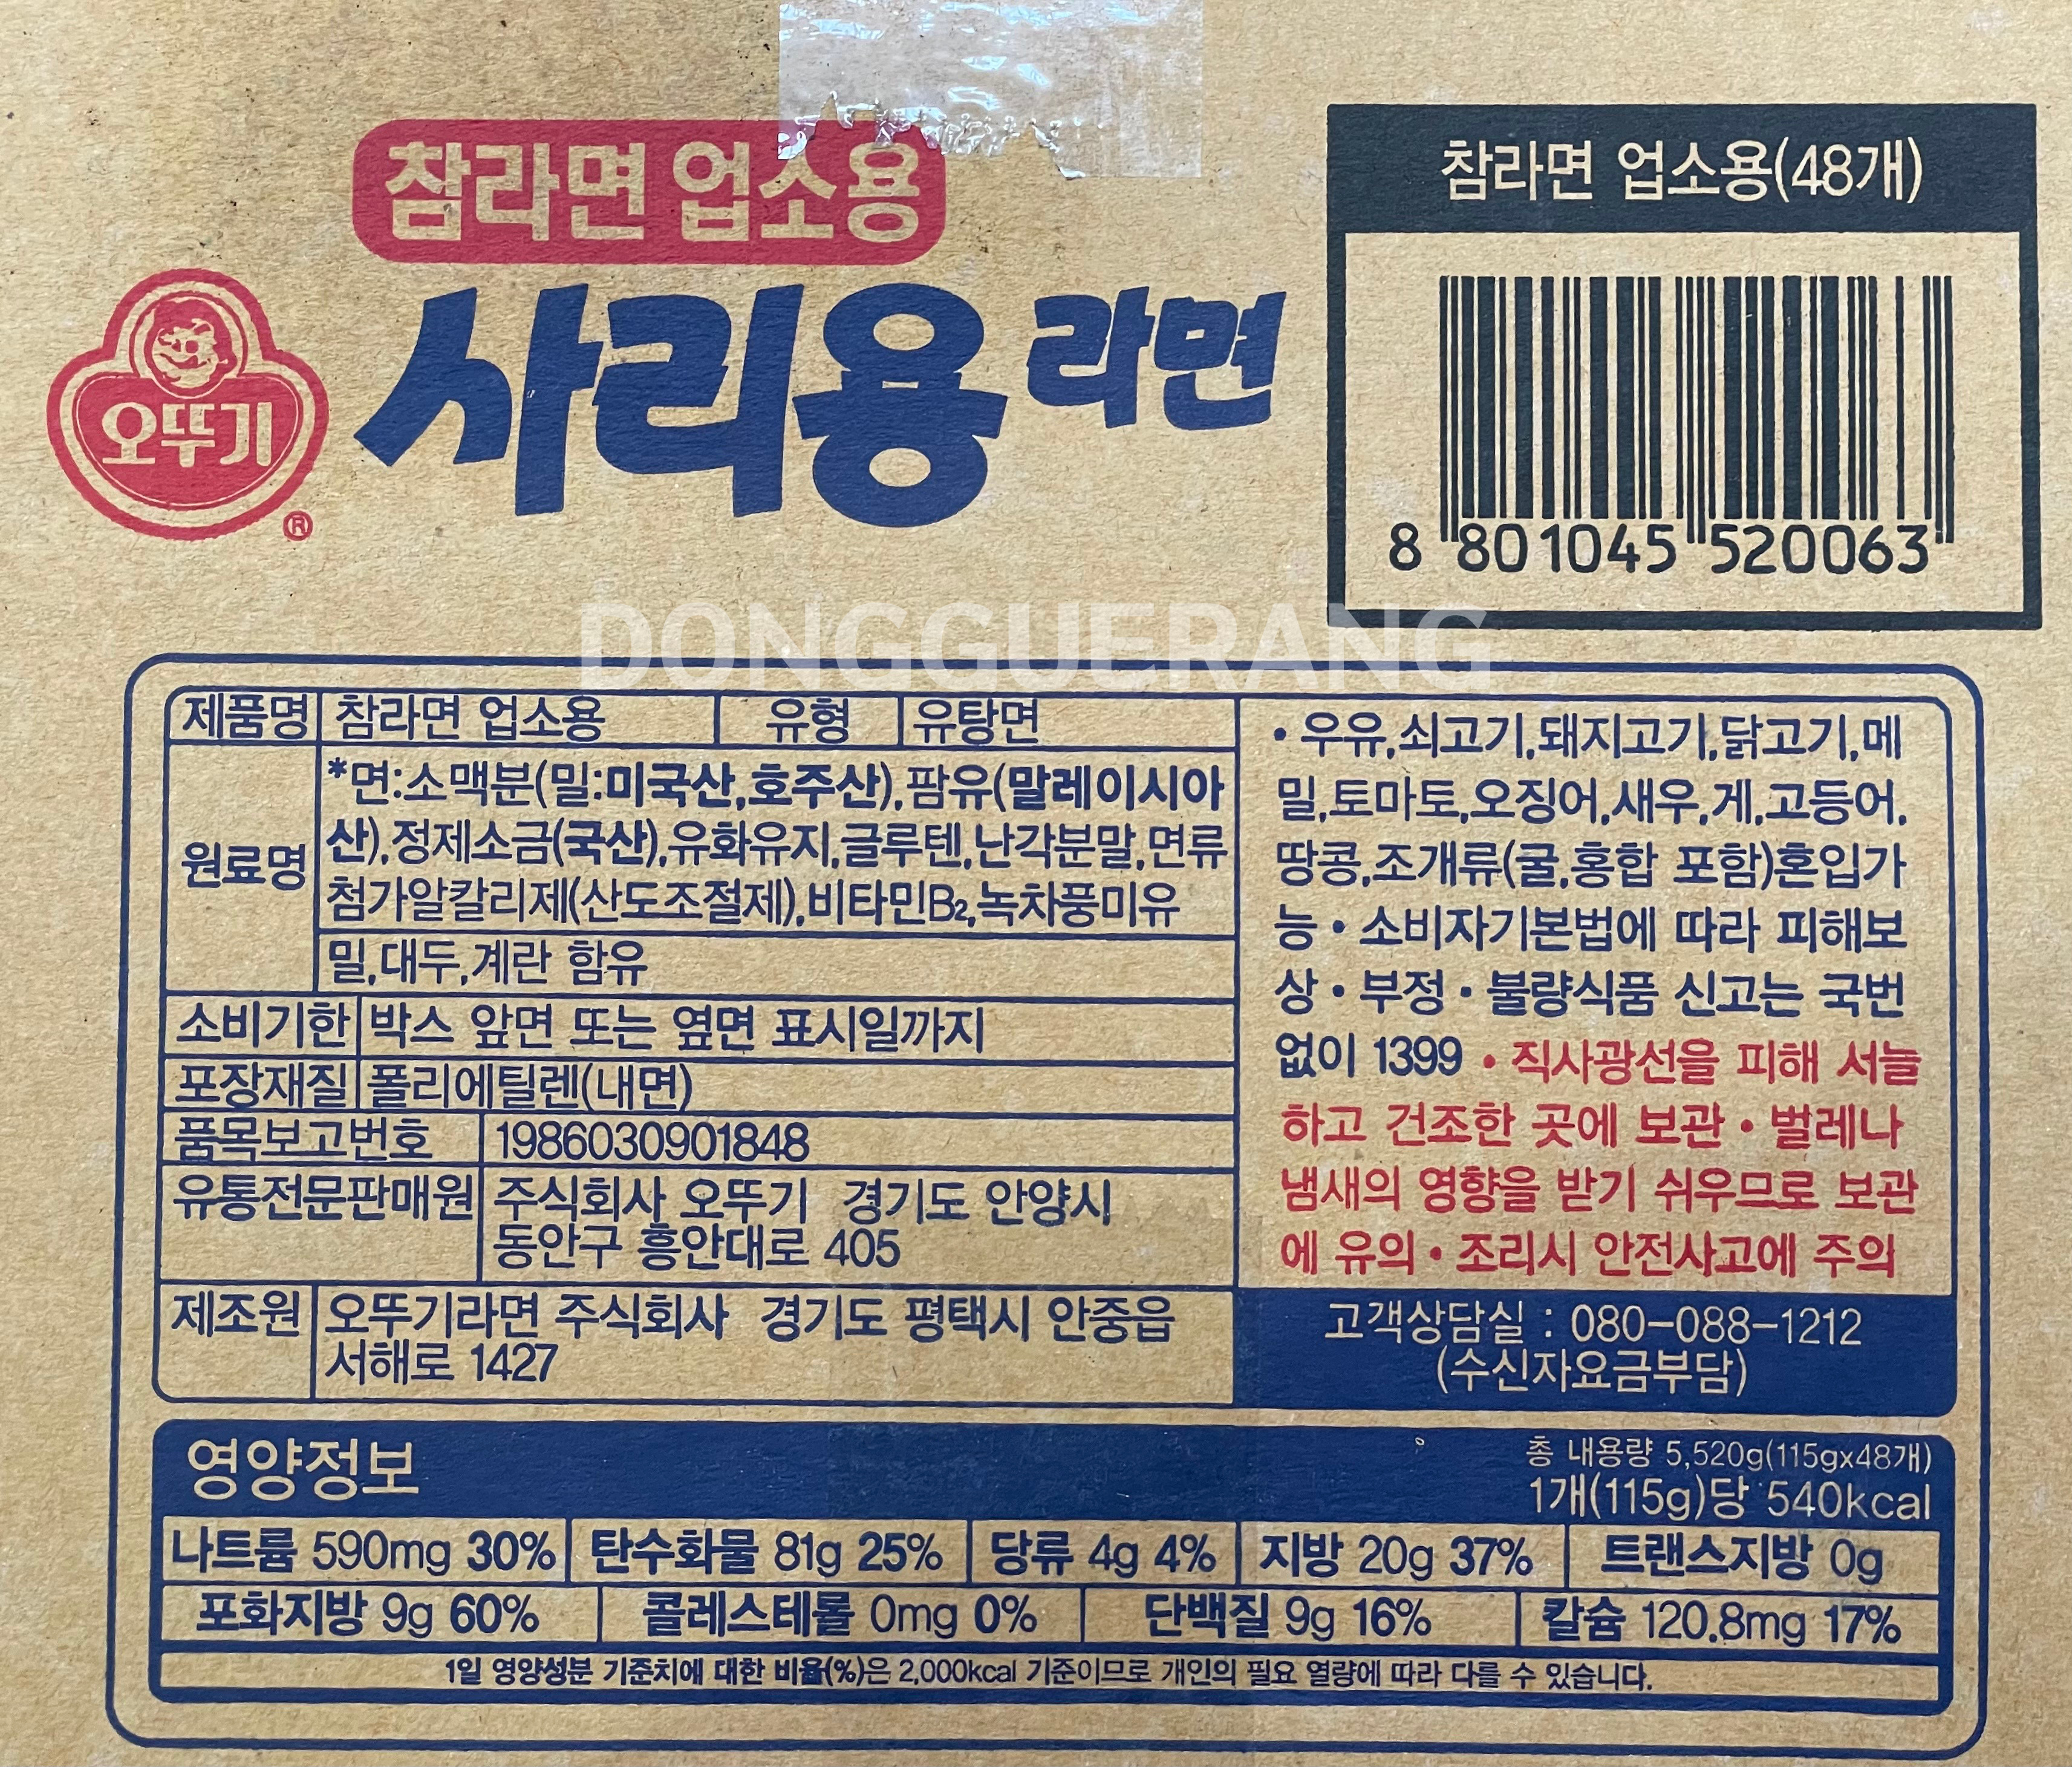 참라면 업소용
사리용 라면
오뚜기
®
참라면 업소용(48개)
8 801045 520063
DONGGUERANG
제품명 참라면 업소용 유형 유탕면
원료명
*면:소맥분(밀:미국산,호주산),팜유(말레이시아
산),정제소금(국산),유화유지,글루텐,난각분말,면류
첨가알칼리제(산도조절제),비타민B2,녹차풍미유
밀,대두,계란 함유
소비기한 박스 앞면 또는 옆면 표시일까지
포장재질 폴리에틸렌(내면)
품목보고번호 1986030901848
유통전문판매원 주식회사 오뚜기 경기도 안양시
동안구 흥안대로 405
제조원 오뚜기라면 주식회사 경기도 평택시 안중읍
서해로 1427
• 우유,쇠고기,돼지고기,닭고기,메
밀,토마토,오징어,새우,게,고등어,
땅콩,조개류(굴,홍합 포함)혼입가
능 • 소비자기본법에 따라 피해보
상 • 부정 • 불량식품 신고는 국번
없이 1399 • 직사광선을 피해 서늘
하고 건조한 곳에 보관 • 벌레나
냄새의 영향을 받기 쉬우므로 보관
에 유의 • 조리시 안전사고에 주의
고객상담실 : 080-088-1212
(수신자요금부담)
영양정보
총 내용량 5,520g(115gx48개)
1개(115g)당 540kcal
나트륨 590mg 30% 탄수화물 81g 25% 당류 4g 4% 지방 20g 37% 트랜스지방 0g
포화지방 9g 60% 콜레스테롤 0mg 0% 단백질 9g 16% 칼슘 120.8mg 17%
1일 영양성분 기준치에 대한 비율(%)은 2,000kcal 기준이므로 개인의 필요 열량에 따라 다를 수 있습니다.